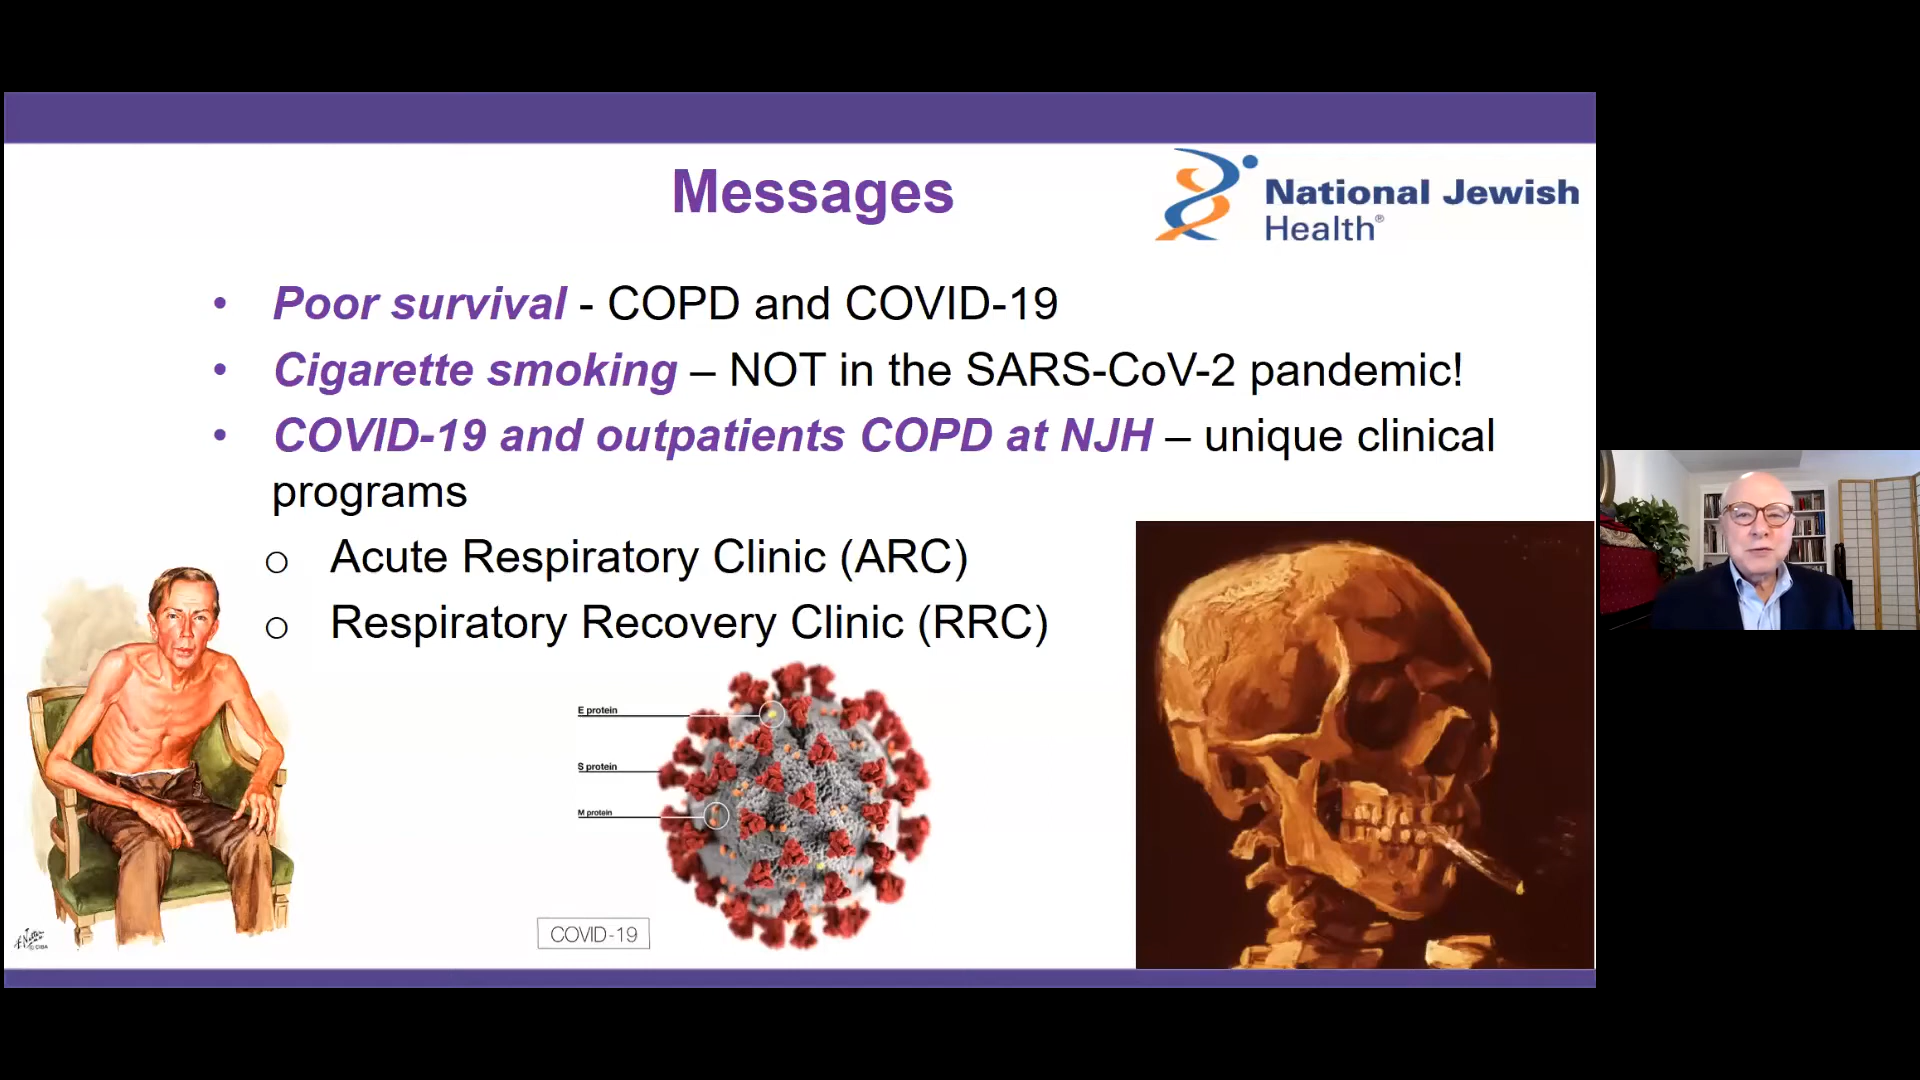 Messages
National Jewish
Health®
• Poor survival - COPD and COVID-19
• Cigarette smoking – NOT in the SARS-CoV-2 pandemic!
• COVID-19 and outpatients COPD at NJH – unique clinical
programs
o Acute Respiratory Clinic (ARC)
o Respiratory Recovery Clinic (RRC)
E protein
S protein
M protein
COVID-19